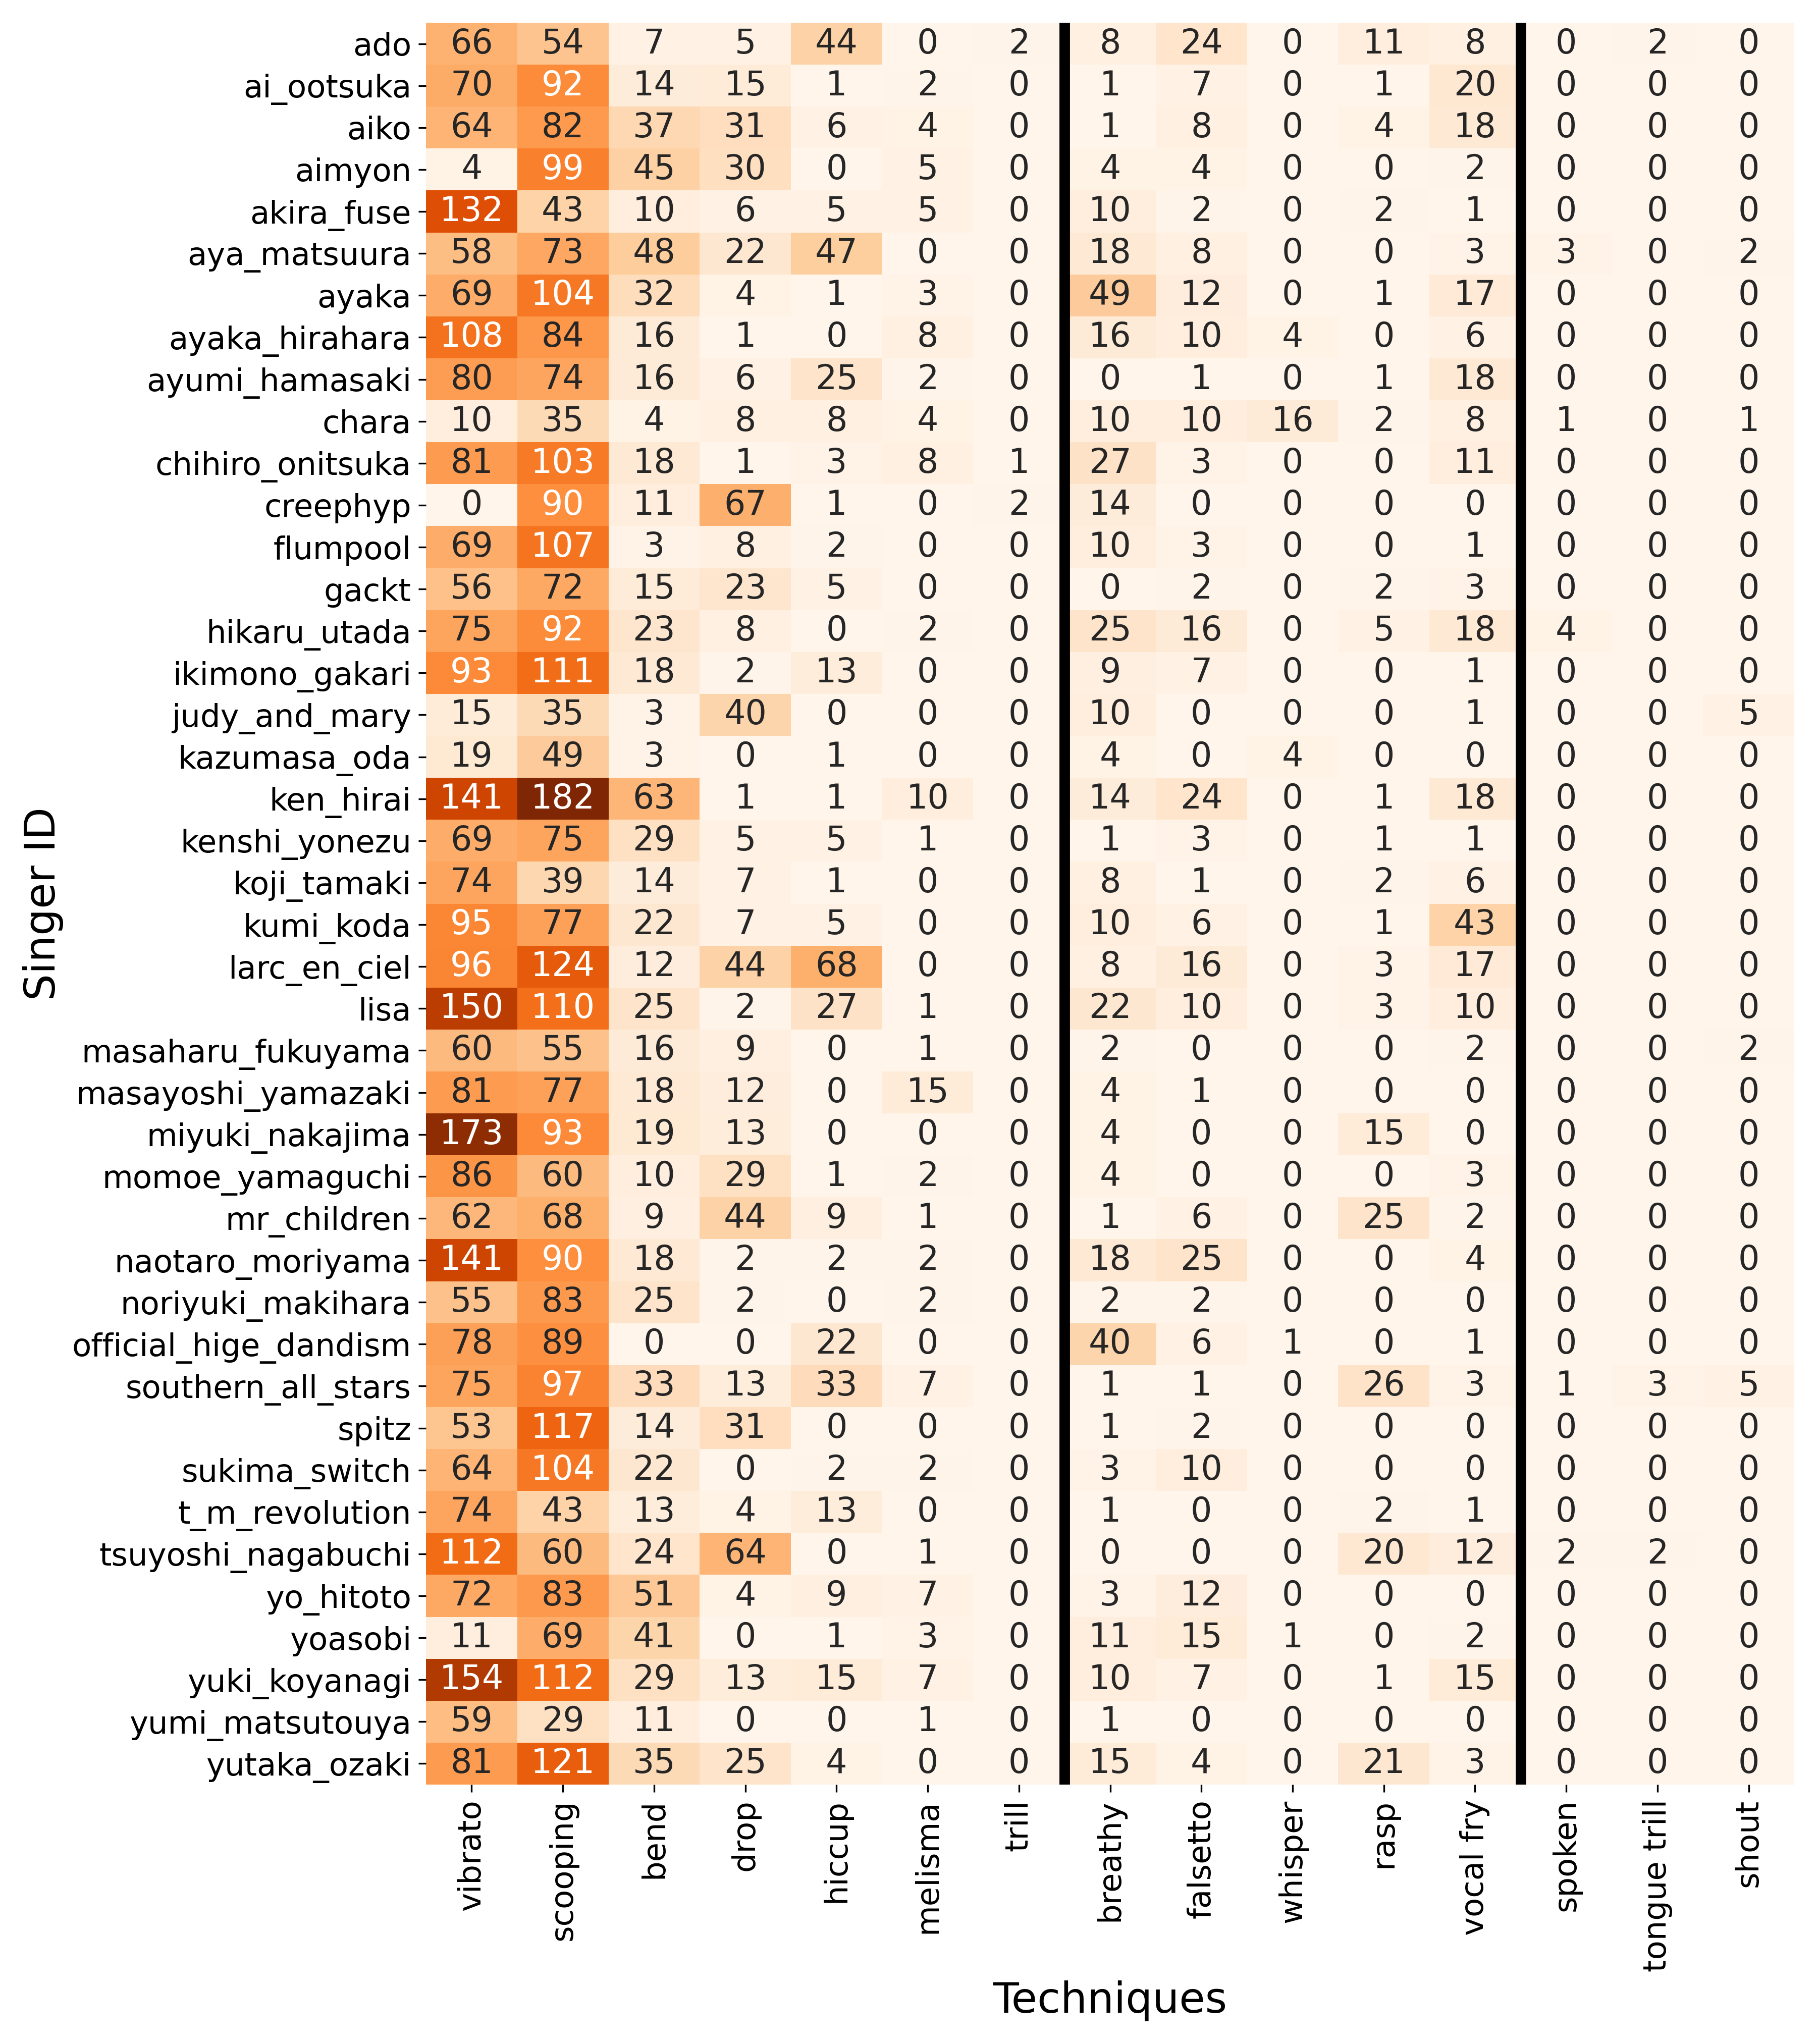 ado 66 54 7 5 44 0 2 8 24 0 11 8 0 2 0
ai_ootsuka 70 92 14 15 1 2 0 1 7 0 1 20 0 0 0
aiko 64 82 37 31 6 4 0 1 8 0 4 18 0 0 0
aimyon 4 99 45 30 0 5 0 4 4 0 0 2 0 0 0
akira_fuse 132 43 10 6 5 5 0 10 2 0 2 1 0 0 0
aya_matsuura 58 73 48 22 47 0 0 18 8 0 0 3 3 0 2
ayaka 69 104 32 4 1 3 0 49 12 0 1 17 0 0 0
ayaka_hirahara 108 84 16 1 0 8 0 16 10 4 0 6 0 0 0
ayumi_hamasaki 80 74 16 6 25 2 0 0 1 0 1 18 0 0 0
chara 10 35 4 8 8 4 0 10 10 16 2 8 1 0 1
chihiro_onitsuka 81 103 18 1 3 8 1 27 3 0 0 11 0 0 0
creephyp 0 90 11 67 1 0 2 14 0 0 0 0 0 0 0
flumpool 69 107 3 8 2 0 0 10 3 0 0 1 0 0 0
gackt 56 72 15 23 5 0 0 0 2 0 2 3 0 0 0
hikaru_utada 75 92 23 8 0 2 0 25 16 0 5 18 4 0 0
ikimono_gakari 93 111 18 2 13 0 0 9 7 0 0 1 0 0 0
judy_and_mary 15 35 3 40 0 0 0 10 0 0 0 1 0 0 5
kazumasa_oda 19 49 3 0 1 0 0 4 0 4 0 0 0 0 0
ken_hirai 141 182 63 1 1 10 0 14 24 0 1 18 0 0 0
kenshi_yonezu 69 75 29 5 5 1 0 1 3 0 1 1 0 0 0
koji_tamaki 74 39 14 7 1 0 0 8 1 0 2 6 0 0 0
kumi_koda 95 77 22 7 5 0 0 10 6 0 1 43 0 0 0
larc_en_ciel 96 124 12 44 68 0 0 8 16 0 3 17 0 0 0
lisa 150 110 25 2 27 1 0 22 10 0 3 10 0 0 0
masaharu_fukuyama 60 55 16 9 0 1 0 2 0 0 0 2 0 0 2
masayoshi_yamazaki 81 77 18 12 0 15 0 4 1 0 0 0 0 0 0
miyuki_nakajima 173 93 19 13 0 0 0 4 0 0 15 0 0 0 0
momoe_yamaguchi 86 60 10 29 1 2 0 4 0 0 0 3 0 0 0
mr_children 62 68 9 44 9 1 0 1 6 0 25 2 0 0 0
naotaro_moriyama 141 90 18 2 2 2 0 18 25 0 0 4 0 0 0
noriyuki_makihara 55 83 25 2 0 2 0 2 2 0 0 0 0 0 0
official_hige_dandism 78 89 0 0 22 0 0 40 6 1 0 1 0 0 0
southern_all_stars 75 97 33 13 33 7 0 1 1 0 26 3 1 3 5
spitz 53 117 14 31 0 0 0 1 2 0 0 0 0 0 0
sukima_switch 64 104 22 0 2 2 0 3 10 0 0 0 0 0 0
t_m_revolution 74 43 13 4 13 0 0 1 0 0 2 1 0 0 0
tsuyoshi_nagabuchi 112 60 24 64 0 1 0 0 0 0 20 12 2 2 0
yo_hitoto 72 83 51 4 9 7 0 3 12 0 0 0 0 0 0
yoasobi 11 69 41 0 1 3 0 11 15 1 0 2 0 0 0
yuki_koyanagi 154 112 29 13 15 7 0 10 7 0 1 15 0 0 0
yumi_matsutouya 59 29 11 0 0 1 0 1 0 0 0 0 0 0 0
yutaka_ozaki 81 121 35 25 4 0 0 15 4 0 21 3 0 0 0
Singer ID
vibrato scooping bend drop hiccup melisma trill breathy falsetto whisper rasp vocal fry spoken tongue trill shout
Techniques